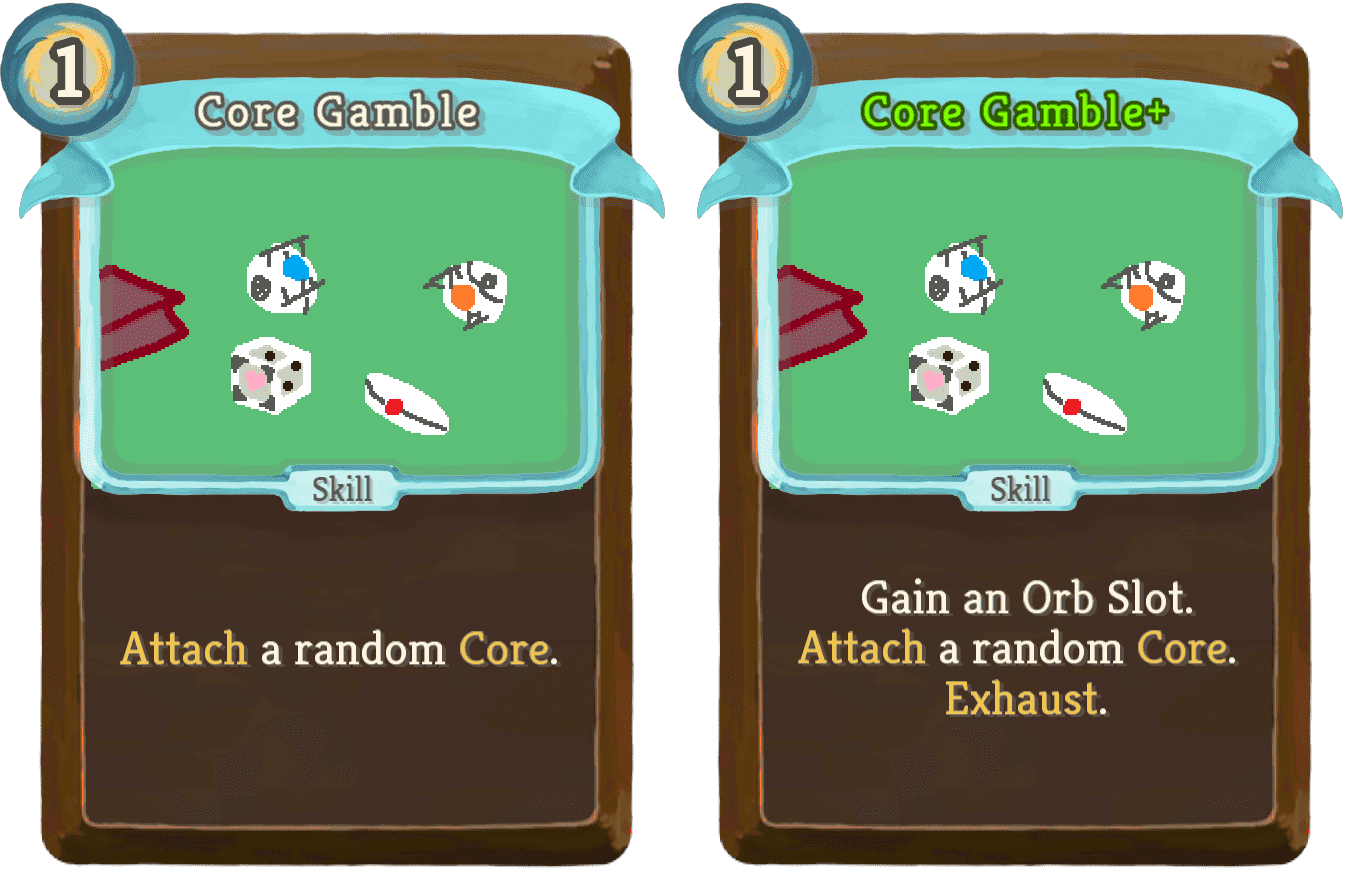 1
Core Gamble
Skill
Attach a random Core.
1
Core Gamble+
Skill
Gain an Orb Slot.
Attach a random Core.
Exhaust.